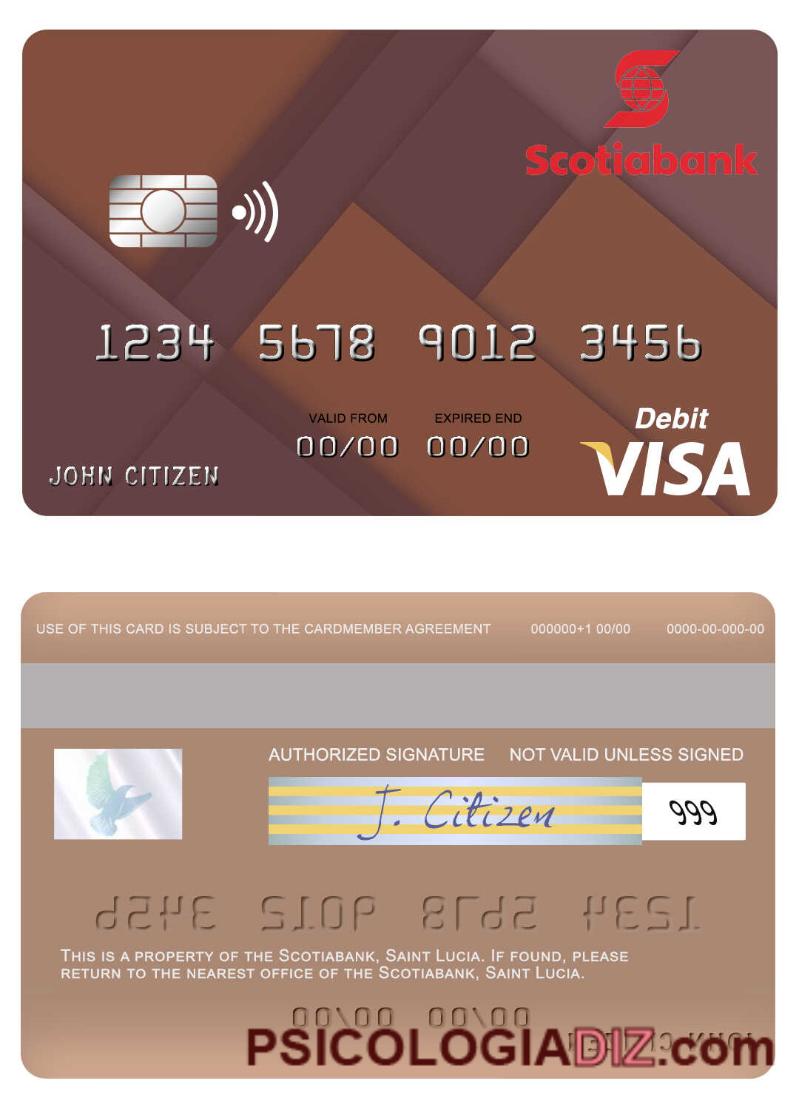 Scotiabank
1234 5678 9012 3456
VALID FROM EXPIRED END
00/00 00/00
Debit
JOHN CITIZEN
VISA
USE OF THIS CARD IS SUBJECT TO THE CARDMEMBER AGREEMENT 000000+1 00/00 0000-00-000-00
AUTHORIZED SIGNATURE NOT VALID UNLESS SIGNED
J. Citizen 999
1234 5678 9012 3456
THIS IS A PROPERTY OF THE SCOTIABANK, SAINT LUCIA. IF FOUND, PLEASE
RETURN TO THE NEAREST OFFICE OF THE SCOTIABANK, SAINT LUCIA.
00/00 00/00
JOHN CITIZEN
PSICOLOGIADIZ.com